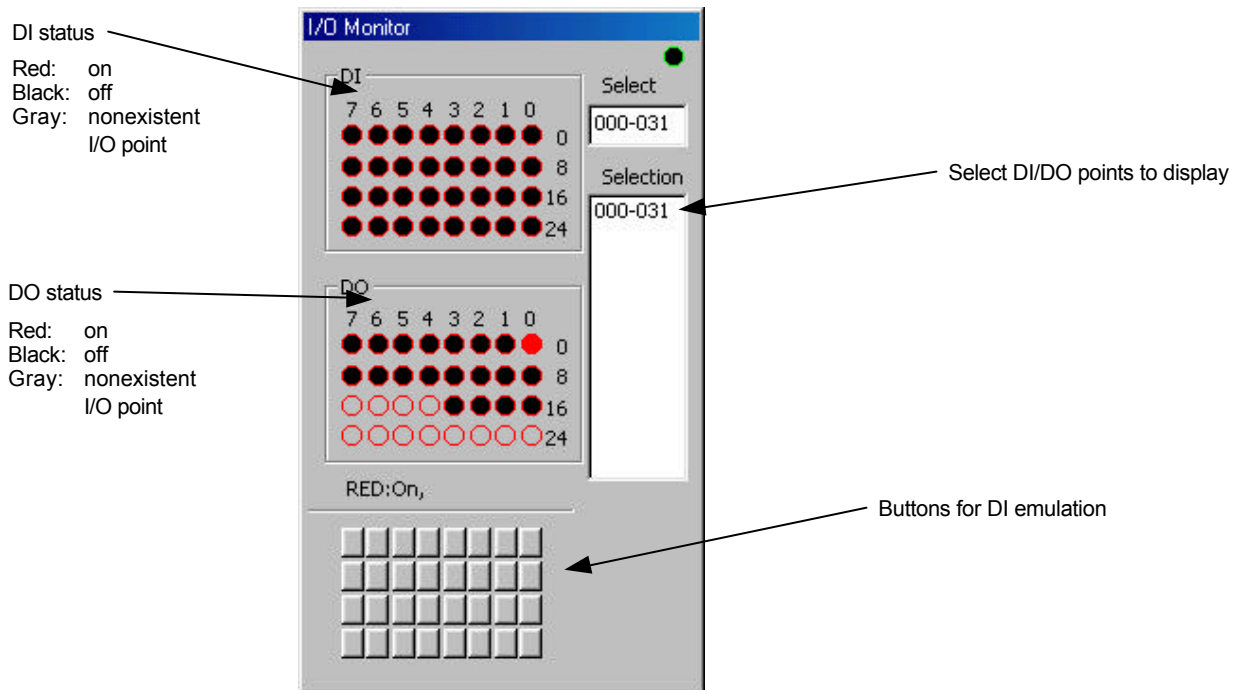 DI status
Red: on
Black: off
Gray: nonexistent
I/O point
DO status
Red: on
Black: off
Gray: nonexistent
I/O point
I/O Monitor
DI
7 6 5 4 3 2 1 0
0
8
16
24
DO
7 6 5 4 3 2 1 0
0
8
16
24
RED:On,
Select
000-031
Selection
000-031
Select DI/DO points to display
Buttons for DI emulation